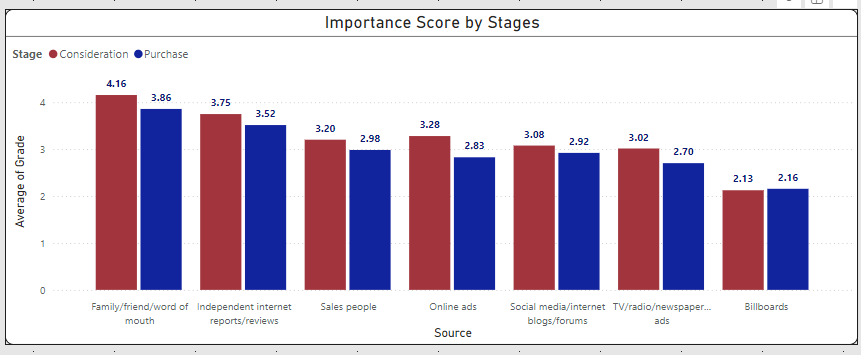 Importance Score by Stages
Stage Consideration Purchase
4.16 3.86 3.75 3.52 3.20 2.98 3.28 2.83 3.08 2.92 3.02 2.70 2.13 2.16
Average of Grade
4
3
2
1
0
Family/friend/word of
mouth
Independent internet
reports/reviews
Sales people
Online ads
Social media/internet
blogs/forums
TV/radio/newspaper...
ads
Billboards
Source